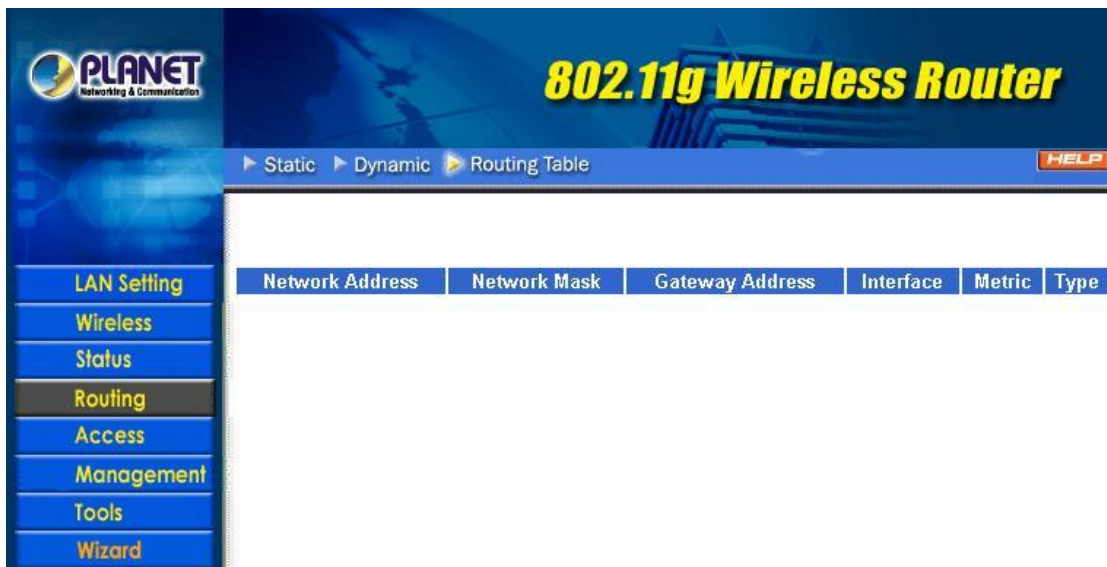 PLANET
Networking & Communication
802.11g Wireless Router
Static Dynamic Routing Table
HELP
LAN Setting
Wireless
Status
Routing
Access
Management
Tools
Wizard
Network Address Network Mask Gateway Address Interface Metric Type